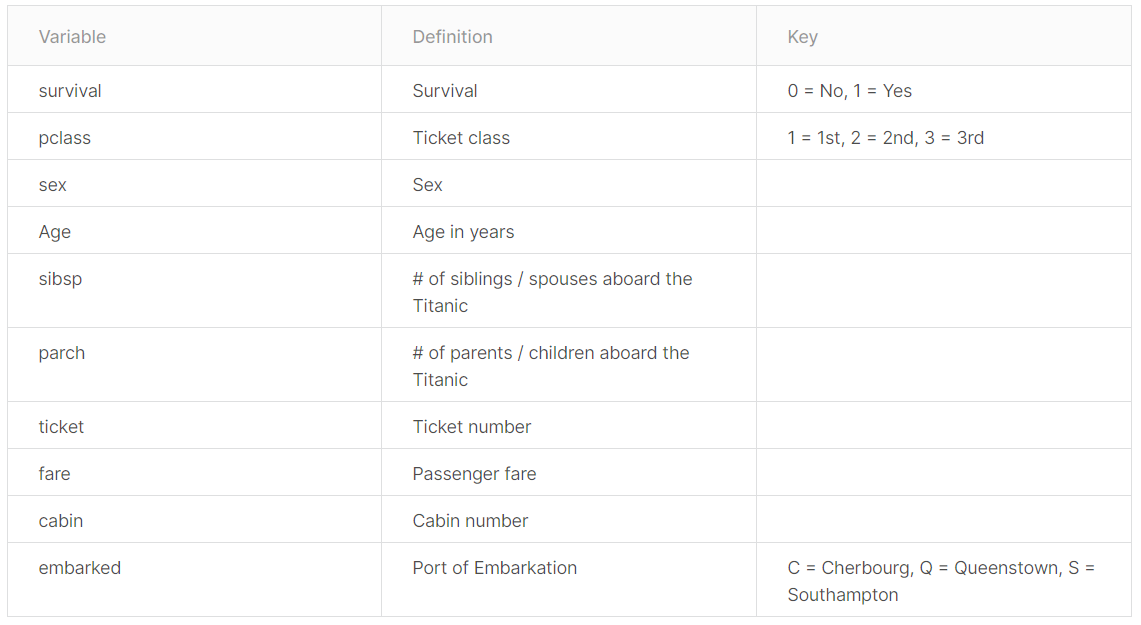 Variable Definition Key
survival Survival 0 = No, 1 = Yes
pclass Ticket class 1 = 1st, 2 = 2nd, 3 = 3rd
sex Sex
Age Age in years
sibsp # of siblings / spouses aboard the
Titanic
parch # of parents / children aboard the
Titanic
ticket Ticket number
fare Passenger fare
cabin Cabin number
embarked Port of Embarkation C = Cherbourg, Q = Queenstown, S =
Southampton